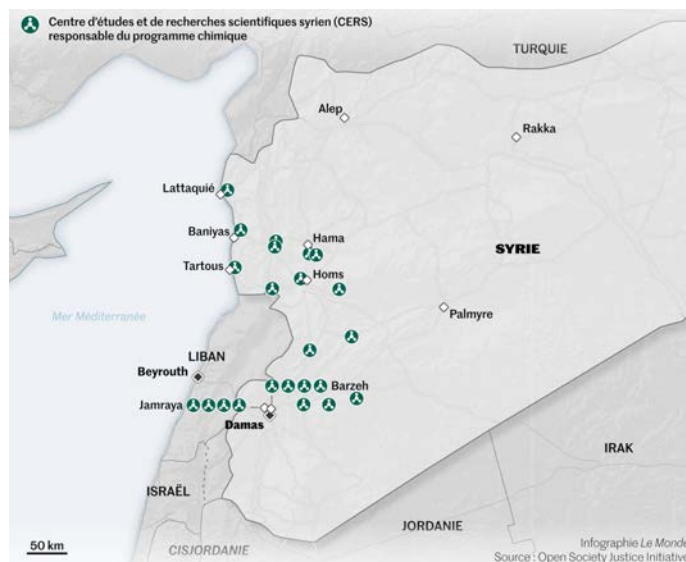 Centre d'études et de recherches scientifiques syrien (CERS)
responsable du programme chimique
TURQUIE
Alep
Rakka
Lattaquié
Baniyas
Hama
SYRIE
Tartous
Homs
Mer Méditerranée
Palmyre
LIBAN
Beyrouth
Barzeh
Jamraya
Damas
IRAK
ISRAËL
JORDANIE
50 km
CISJORDANIE
Infographie Le Monde
Source : Open Society Justice Initiative